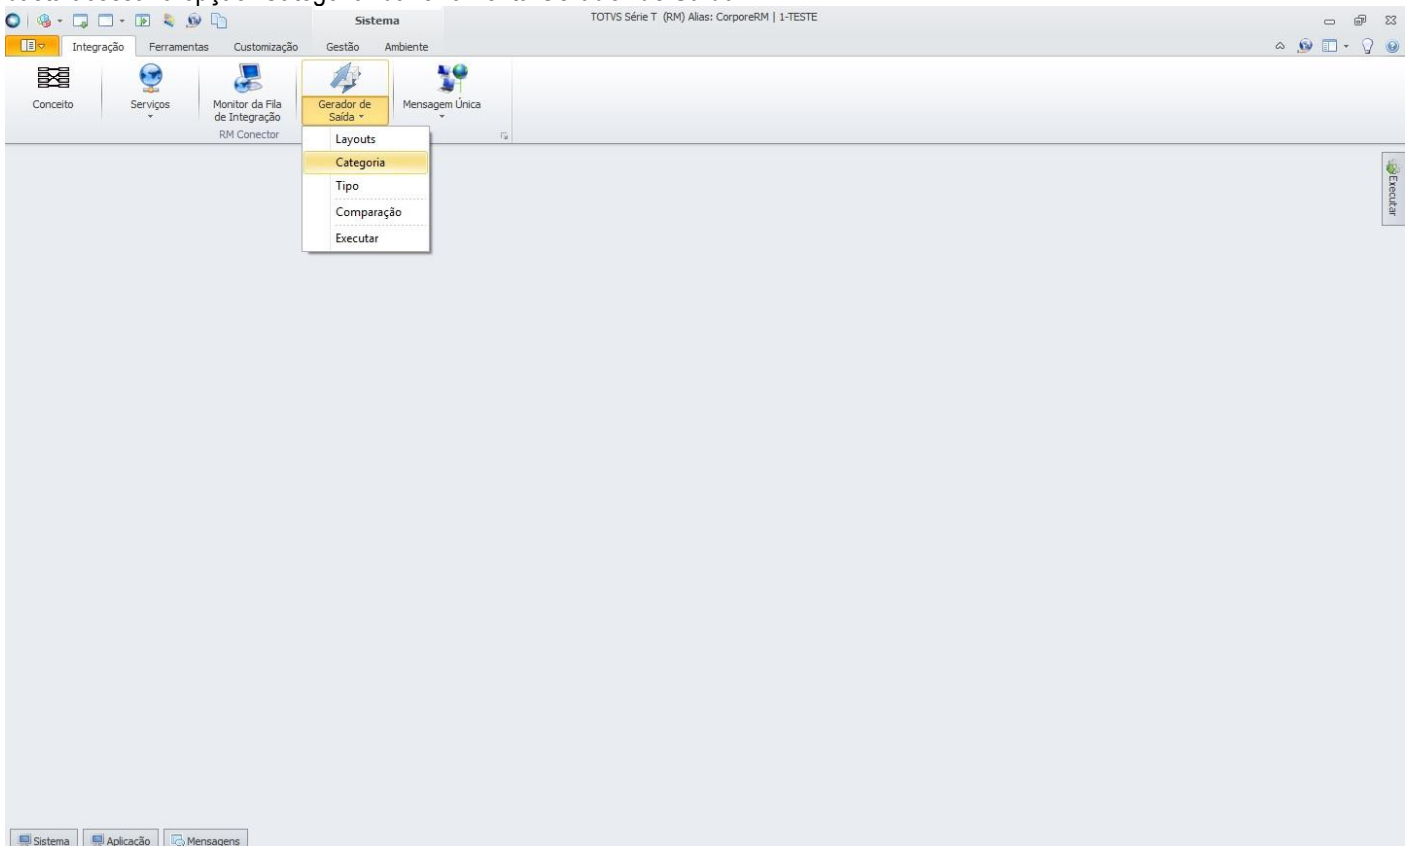 TOTVS Série T (RM) Alias: CorporeRM | 1-TESTE
Sistema
Integração Ferramentas Customização Gestão Ambiente
Conceito
Serviços
Monitor da Fila
de Integração
Gerador de
Saída
Mensagem Única
RM Conector
Layouts
Categoria
Tipo
Comparação
Executar
Executar
Sistema Aplicação Mensagens